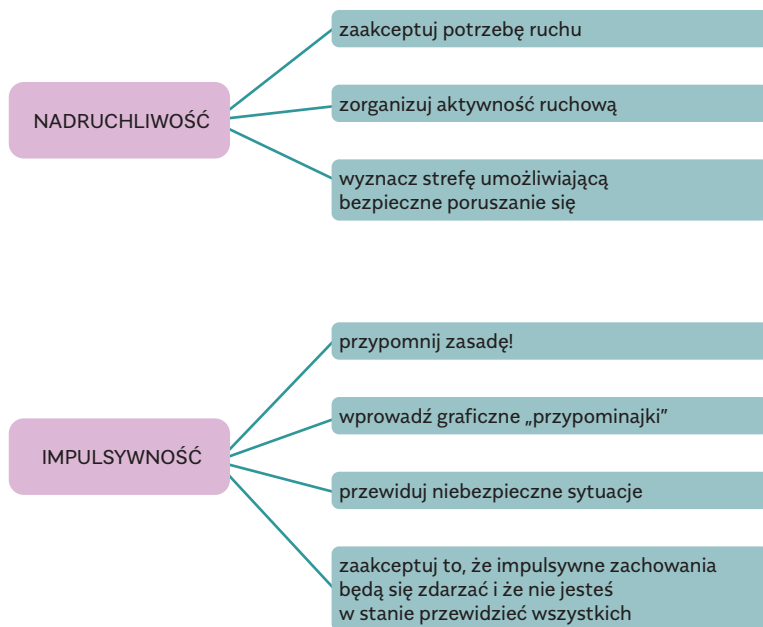 NADRUCHLIWOŚĆ
zaakceptuj potrzebę ruchu
zorganizuj aktywność ruchową
wyznacz strefę umożliwiającą
bezpieczne poruszanie się
IMPULSYWNOŚĆ
przypomnij zasadę!
wprowadź graficzne „przypominajki”
przewiduj niebezpieczne sytuacje
zaakceptuj to, że impulsywne zachowania
będą się zdarzać i że nie jesteś
w stanie przewidzieć wszystkich